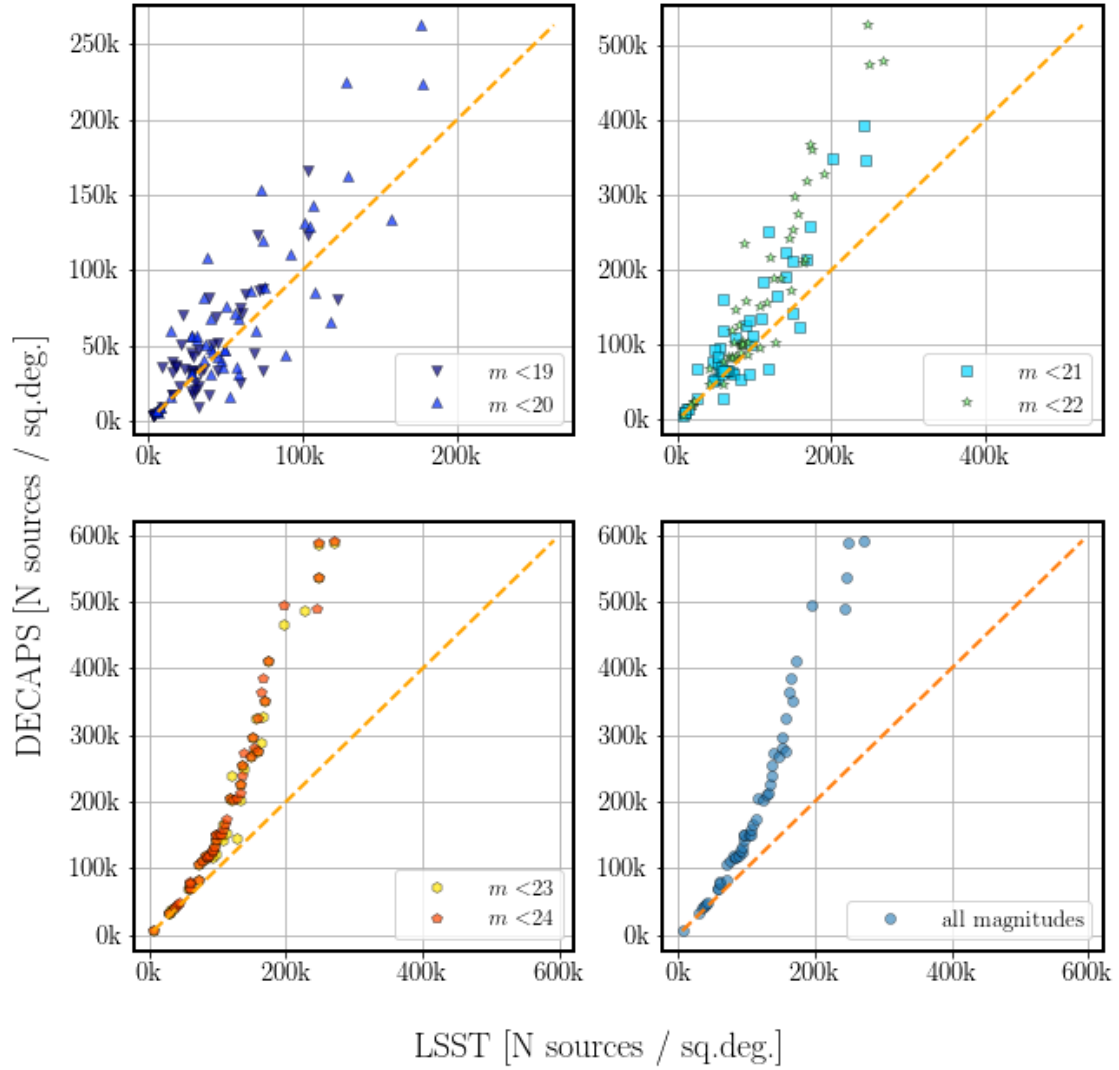 250k
200k
150k
100k
50k
0k
0k 100k 200k
m <19
m <20
500k
400k
300k
200k
100k
0k
0k 200k 400k
m <21
m <22
600k
500k
400k
300k
200k
100k
0k
0k 200k 400k 600k
m <23
m <24
600k
500k
400k
300k
200k
100k
0k
0k 200k 400k 600k
all magnitudes
DECAPS [N sources / sq.deg.]
LSST [N sources / sq.deg.]